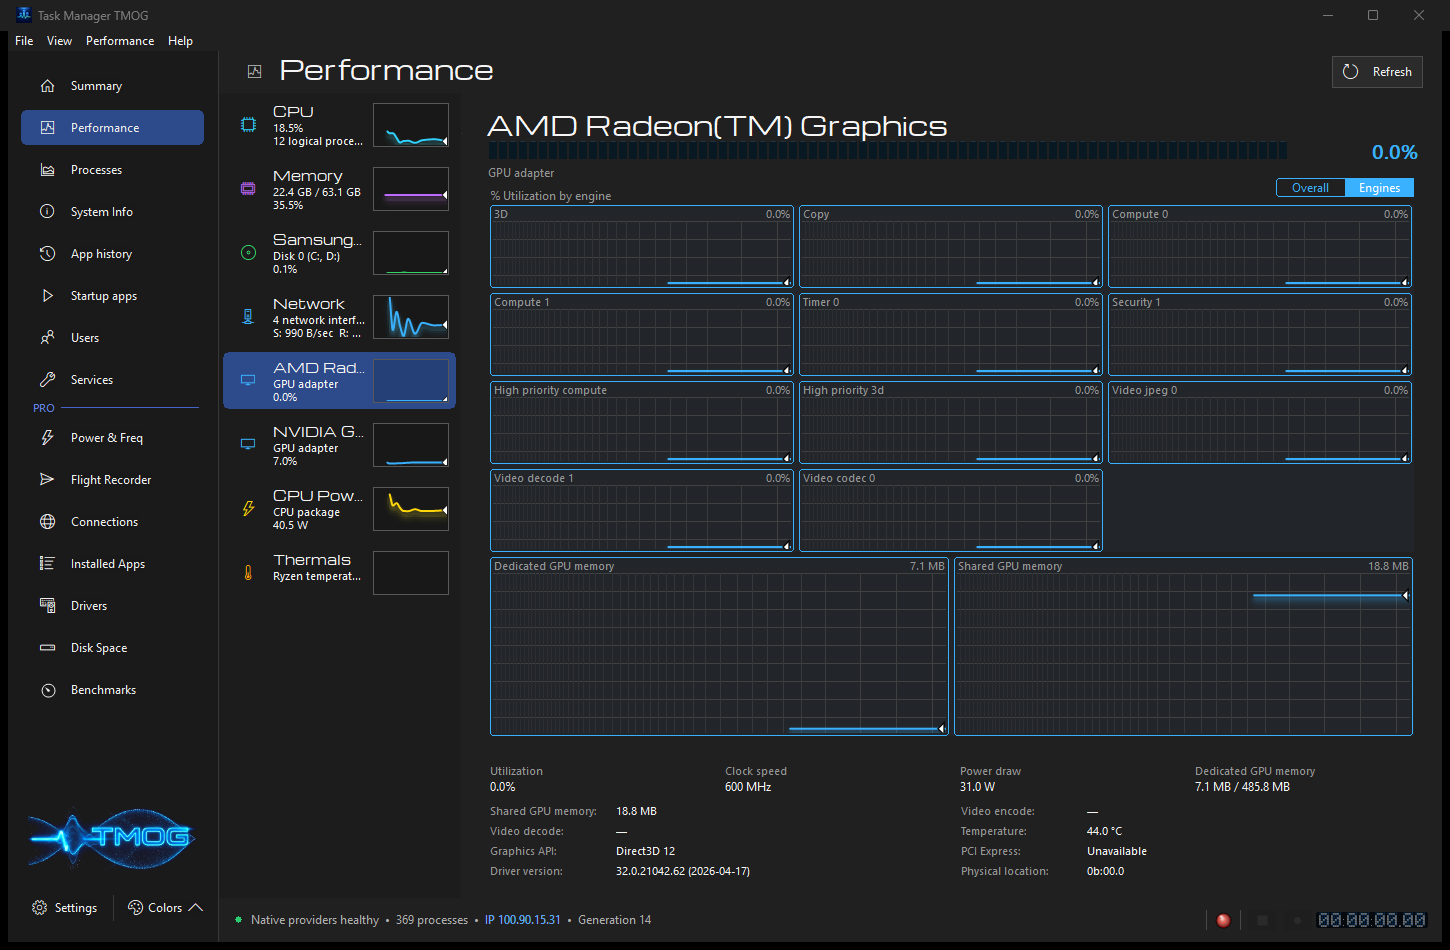 Task Manager TMOG
File View Performance Help
Summary
Performance
Processes
System Info
App history
Startup apps
Users
Services
PRO
Power & Freq
Flight Recorder
Connections
Installed Apps
Drivers
Disk Space
Benchmarks
TMOG
Settings
Colors
Performance
Refresh
CPU
18.5%
12 logical proce...
Memory
22.4 GB / 63.1 GB
35.5%
Samsung...
Disk 0 (C:, D:)
0.1%
Network
4 network interf...
S: 990 B/sec R: ...
AMD Rad...
GPU adapter
0.0%
NVIDIA G...
GPU adapter
7.0%
CPU Pow...
CPU package
40.5 W
Thermals
Ryzen temperat...
AMD Radeon(TM) Graphics
0.0%
GPU adapter
% Utilization by engine
Overall Engines
3D 0.0%
Copy 0.0%
Compute 0 0.0%
Compute 1 0.0%
Timer 0 0.0%
Security 1 0.0%
High priority compute 0.0%
High priority 3d 0.0%
Video jpeg 0 0.0%
Video decode 1 0.0%
Video codec 0 0.0%
Dedicated GPU memory 7.1 MB
Shared GPU memory 18.8 MB
Utilization
0.0%
Clock speed
600 MHz
Power draw
31.0 W
Dedicated GPU memory
7.1 MB / 485.8 MB
Shared GPU memory: 18.8 MB
Video decode: —
Graphics API: Direct3D 12
Driver version: 32.0.21042.62 (2026-04-17)
Video encode: —
Temperature: 44.0 °C
PCI Express: Unavailable
Physical location: 0b:00.0
Native providers healthy • 369 processes • IP 100.90.15.31 • Generation 14
00:00:00.00